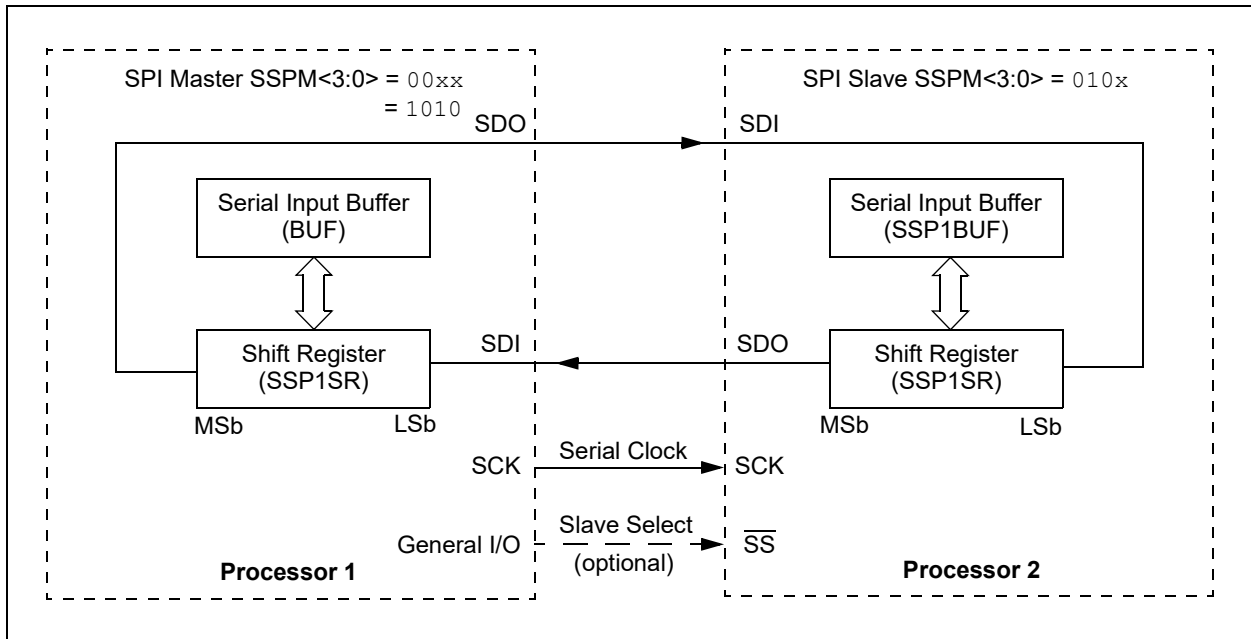 SPI Master SSPM<3:0> = 00xx
= 1010
SDO
Serial Input Buffer
(BUF)
Shift Register
(SSP1SR)
MSb
LSb
SDI
SCK
General I/O
Processor 1
Serial Clock
Slave Select
(optional)
SPI Slave SSPM<3:0> = 010x
SDI
Serial Input Buffer
(SSP1BUF)
SDO
Shift Register
(SSP1SR)
MSb
LSb
SCK
SS
Processor 2